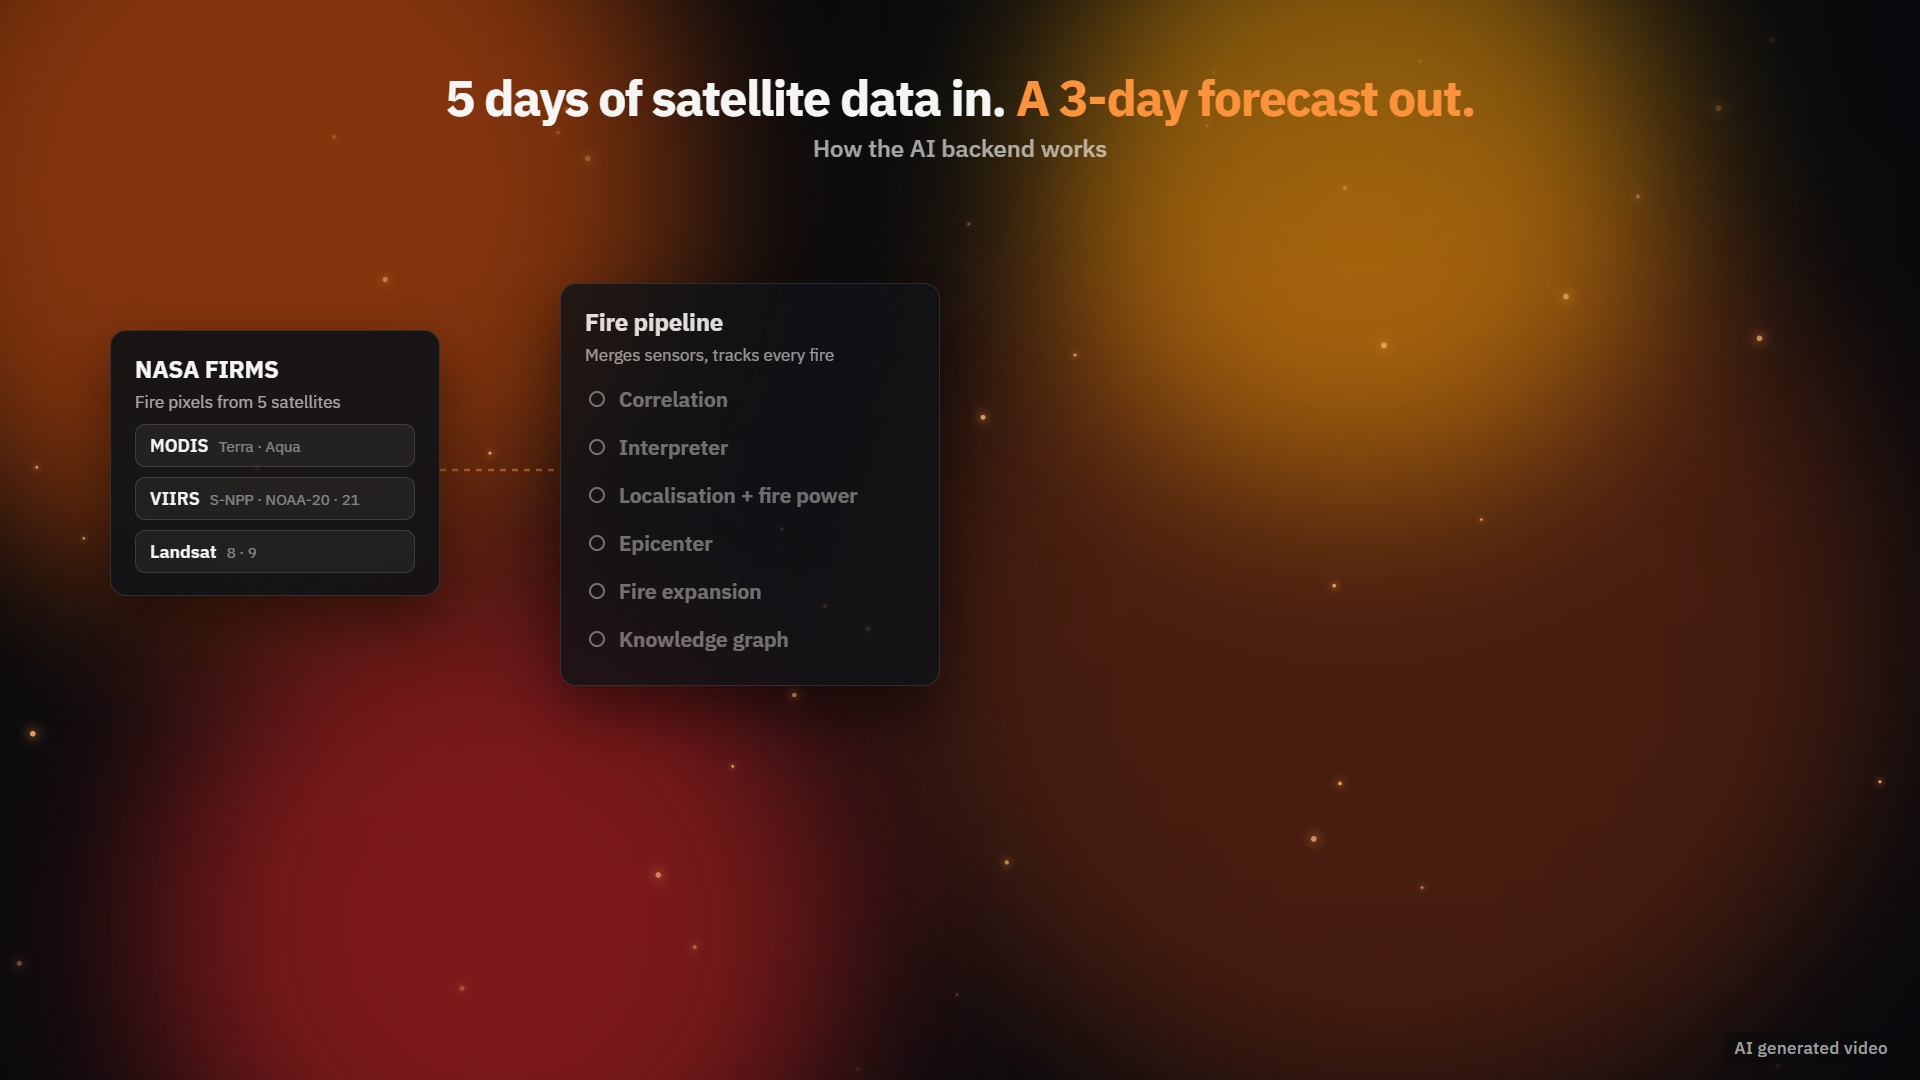 5 days of satellite data in. A 3-day forecast out.
How the AI backend works
NASA FIRMS
Fire pixels from 5 satellites
MODIS Terra · Aqua
VIIRS S-NPP · NOAA-20 · 21
Landsat 8 · 9
Fire pipeline
Merges sensors, tracks every fire
Correlation
Interpreter
Localisation + fire power
Epicenter
Fire expansion
Knowledge graph
AI generated video